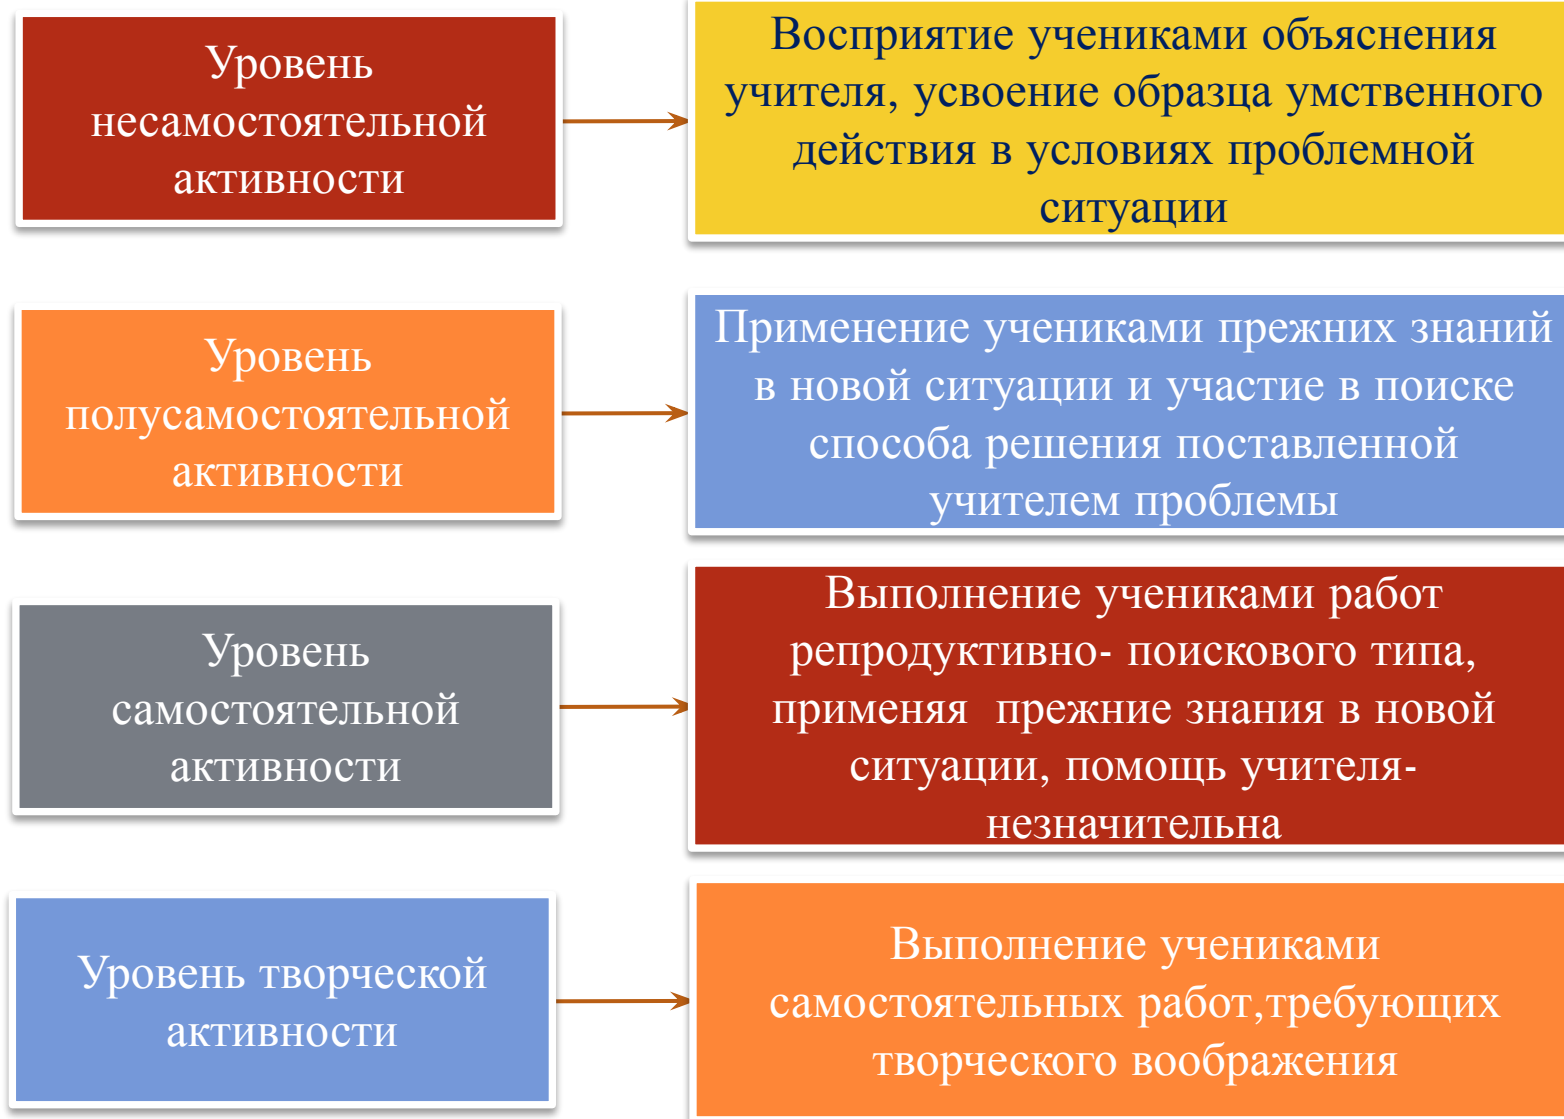 Уровень
несамостоятельной
активности
Восприятие учениками объяснения
учителя, усвоение образца умственного
действия в условиях проблемной
ситуации
Уровень
полусамостоятельной
активности
Применение учениками прежних знаний
в новой ситуации и участие в поиске
способа решения поставленной
учителем проблемы
Уровень
самостоятельной
активности
Выполнение учениками работ
репродуктивно- поискового типа,
применяя  прежние знания в новой
ситуации, помощь учителя-
незначительна
Уровень творческой
активности
Выполнение учениками
самостоятельных работ,требующих
творческого воображения